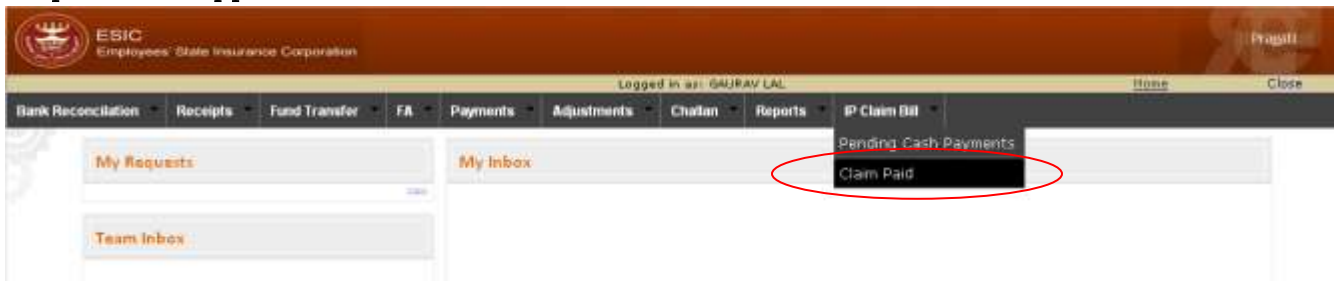 ESIC
Employees' State Insurance Corporation
Pragati
Logged in as: GAURAV LAL
Home
Close
Bank Reconcilation Receipts Fund Transfer FA Payments Adjustments Challan Reports IP Claim Bill
Pending Cash Payments
Claim Paid
My Requests
My Inbox
Team Inbox